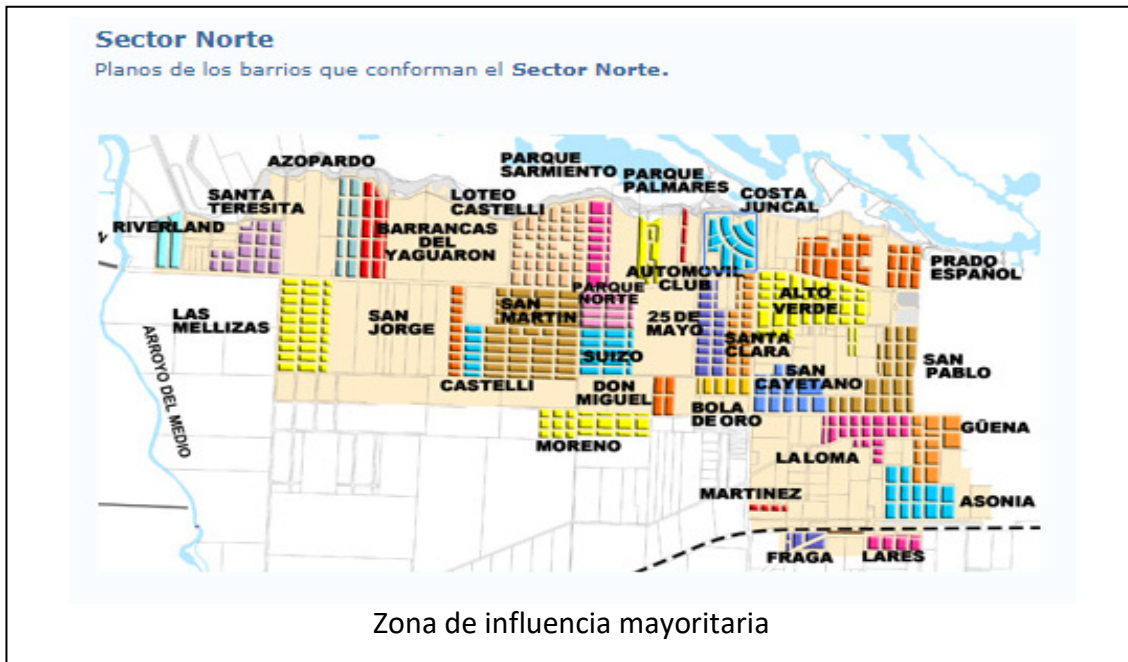 Sector Norte
Planos de los barrios que conforman el Sector Norte.
AZOPARDO
PARQUE
SARMIENTO
PARQUE
PALMARES
SANTA
TERESITA
LOTEO
CASTELLI
COSTA
JUNCAL
RIVERLAND
BARRANCAS
DEL
YAGUARON
PRADO
ESPAÑOL
AUTOMOVIL
CLUB
PARQUE
NORTE
ALTO
VERDE
LAS
MELLIZAS
SAN
JORGE
SAN
MARTIN
25 DE
MAYO
SANTA
CLARA
SUIZO
SAN
PABLO
ARROYO DEL MEDIO
CASTELLI
DON
MIGUEL
SAN
CAYETANO
BOLA
DE ORO
MORENO
GÜENA
LA LOMA
MARTINEZ
ASONIA
FRAGA
LARES
Zona de influencia mayoritaria